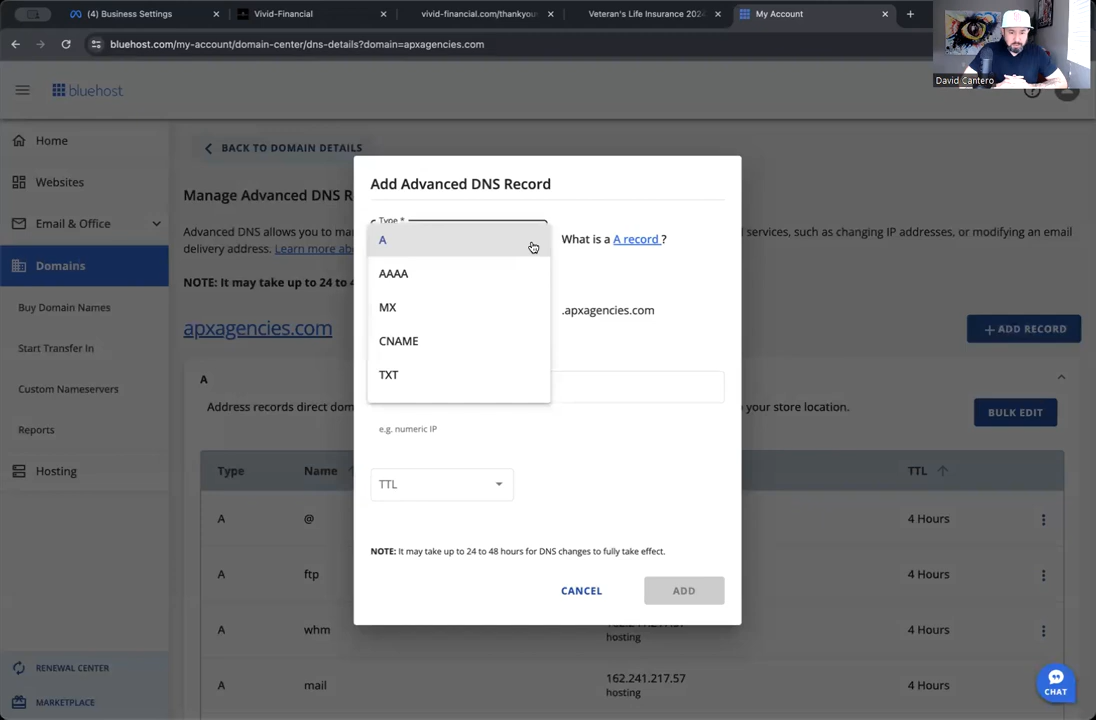 Business Settings
Vivid-Financial
vivid-financial.com/thankyou
Veteran's Life Insurance 2024
My Account
bluehost.com/my-account/domain-center/dns-details?domain=apxagencies.com
David Cantero
bluehost
Home
Websites
Email & Office
Domains
Buy Domain Names
Start Transfer In
Custom Nameservers
Reports
Hosting
RENEWAL CENTER
MARKETPLACE
BACK TO DOMAIN DETAILS
Manage Advanced DNS R
Advanced DNS allows you to ma
services, such as changing IP addresses, or modifying an email
delivery address. Learn more abo
NOTE: It may take up to 24 to 4
apxagencies.com
ADD RECORD
A
Address records direct dom
your store location.
BULK EDIT
Type
Name
TTL
A
@
4 Hours
A
ftp
4 Hours
A
whm
hosting
4 Hours
A
mail
162.241.217.57
hosting
4 Hours
Add Advanced DNS Record
Type *
A
What is a A record ?
AAAA
MX
.apxagencies.com
CNAME
TXT
e.g. numeric IP
TTL
NOTE: It may take up to 24 to 48 hours for DNS changes to fully take effect.
CANCEL
ADD
CHAT